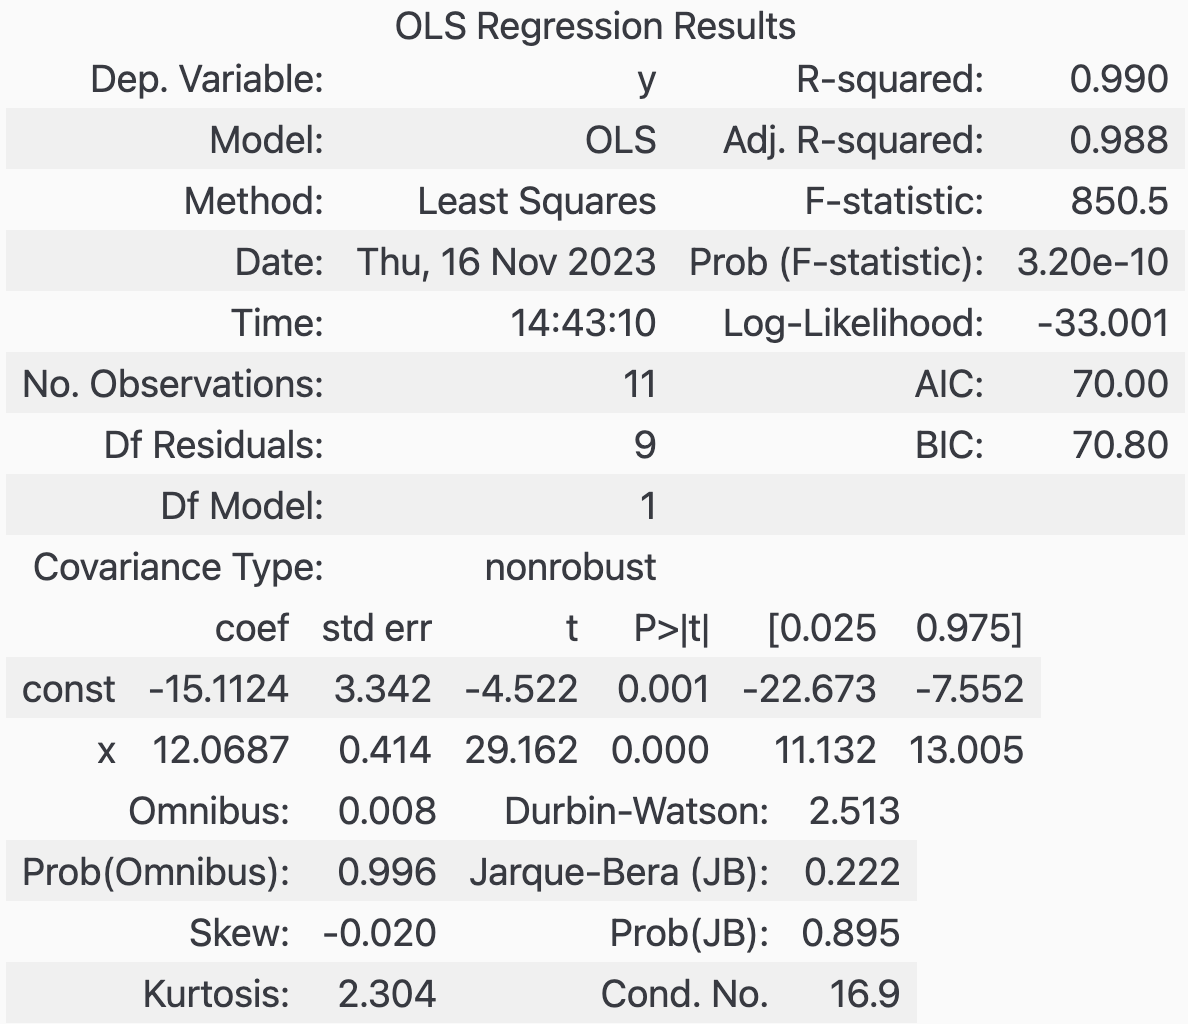 OLS Regression Results
Dep. Variable: y R-squared: 0.990
Model: OLS Adj. R-squared: 0.988
Method: Least Squares F-statistic: 850.5
Date: Thu, 16 Nov 2023 Prob (F-statistic): 3.20e-10
Time: 14:43:10 Log-Likelihood: -33.001
No. Observations: 11 AIC: 70.00
Df Residuals: 9 BIC: 70.80
Df Model: 1
Covariance Type: nonrobust
coef std err t P>|t| [0.025 0.975]
const -15.1124 3.342 -4.522 0.001 -22.673 -7.552
x 12.0687 0.414 29.162 0.000 11.132 13.005
Omnibus: 0.008 Durbin-Watson: 2.513
Prob(Omnibus): 0.996 Jarque-Bera (JB): 0.222
Skew: -0.020 Prob(JB): 0.895
Kurtosis: 2.304 Cond. No. 16.9